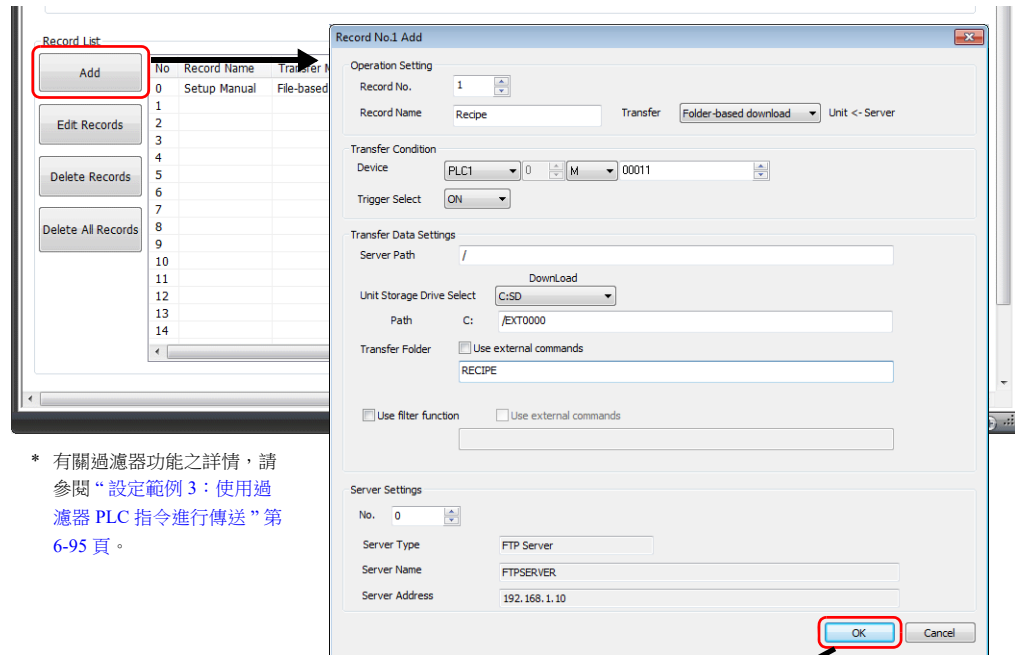 Record List
Add
Edit Records
Delete Records
Delete All Records
No Record Name Transfer M
0 Setup Manual File-based
1
2
3
4
5
6
7
8
9
10
11
12
13
14
* 有關過濾器功能之詳情，請
參閱 “ 設定範例 3：使用過
濾器 PLC 指令進行傳送 ” 第
6-95 頁。
Record No.1 Add
Operation Setting
Record No. 1
Record Name Recipe Transfer Folder-based download Unit <- Server
Transfer Condition
Device PLC1 0 M 00011
Trigger Select ON
Transfer Data Settings
Server Path /
DownLoad
Unit Storage Drive Select C:SD
Path C: /EXT0000
Transfer Folder Use external commands
RECIPE
Use filter function Use external commands
Server Settings
No. 0
Server Type FTP Server
Server Name FTPSERVER
Server Address 192.168.1.10
OK Cancel